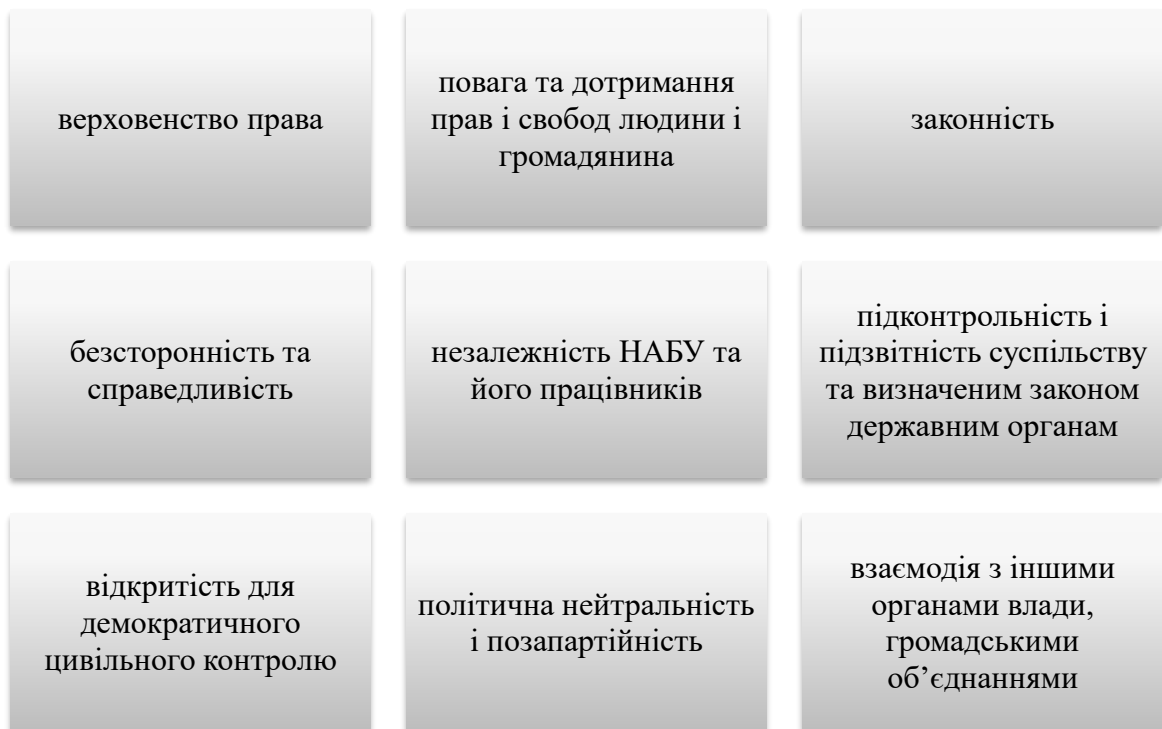 верховенство права
повага та дотримання
прав і свобод людини і
громадянина
законність
безсторонність та
справедливість
незалежність НАБУ та
його працівників
підконтрольність і
підзвітність суспільству
та визначеним законом
державним органам
відкритість для
демократичного
цивільного контролю
політична нейтральність
і позапартійність
взаємодія з іншими
органами влади,
громадськими
об’єднаннями